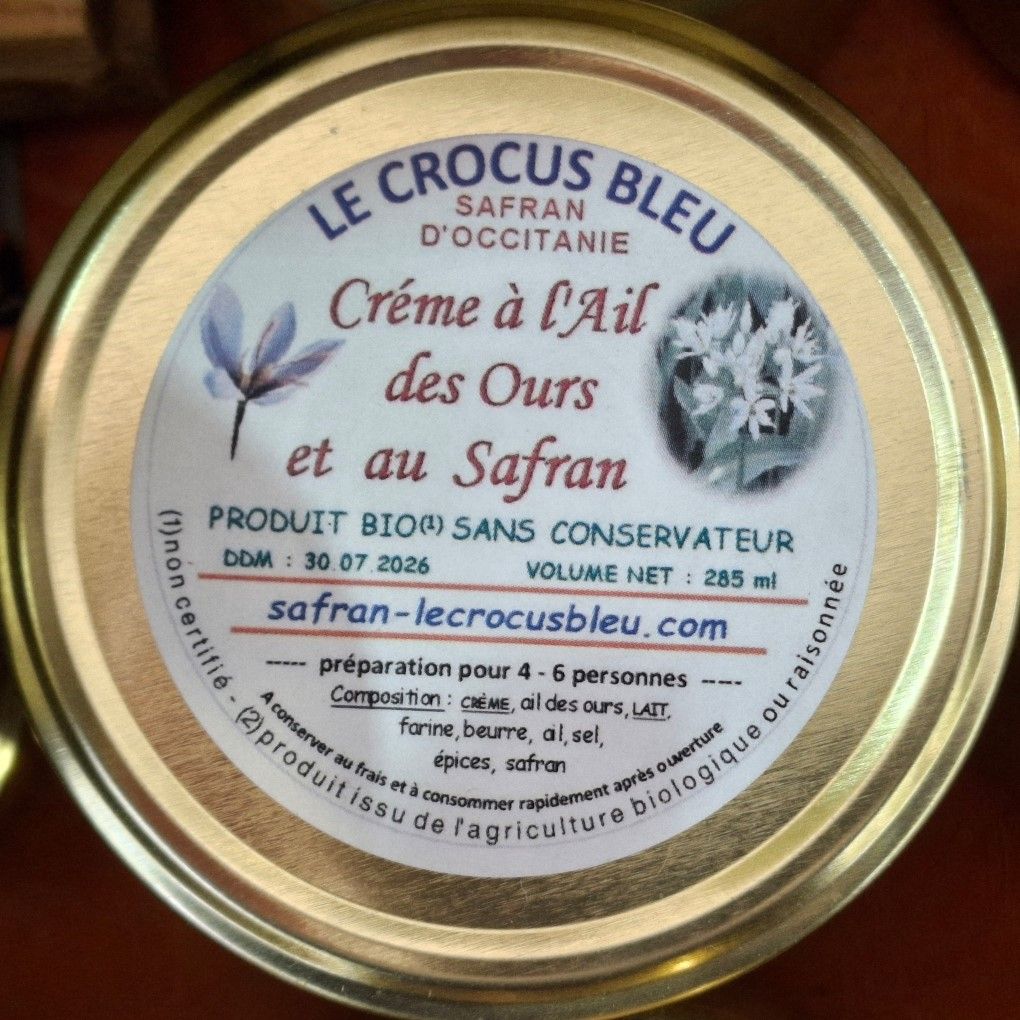 LE CROCUS BLEU
SAFRAN
D'OCCITANIE
Créme à l'Ail
des Ours
et au Safran
PRODUIT BIO(1) SANS CONSERVATEUR
DDM : 30.07.2026 VOLUME NET : 285 ml
safran-lecrocusbleu.com
----- préparation pour 4 - 6 personnes -----
Composition : CRÈME, ail des ours, LAIT,
farine, beurre, ail, sel,
épices, safran
A conserver au frais et à consommer rapidement après ouverture
(1)non certifié - (2)produit issu de l'agriculture biologique ou raisonnée